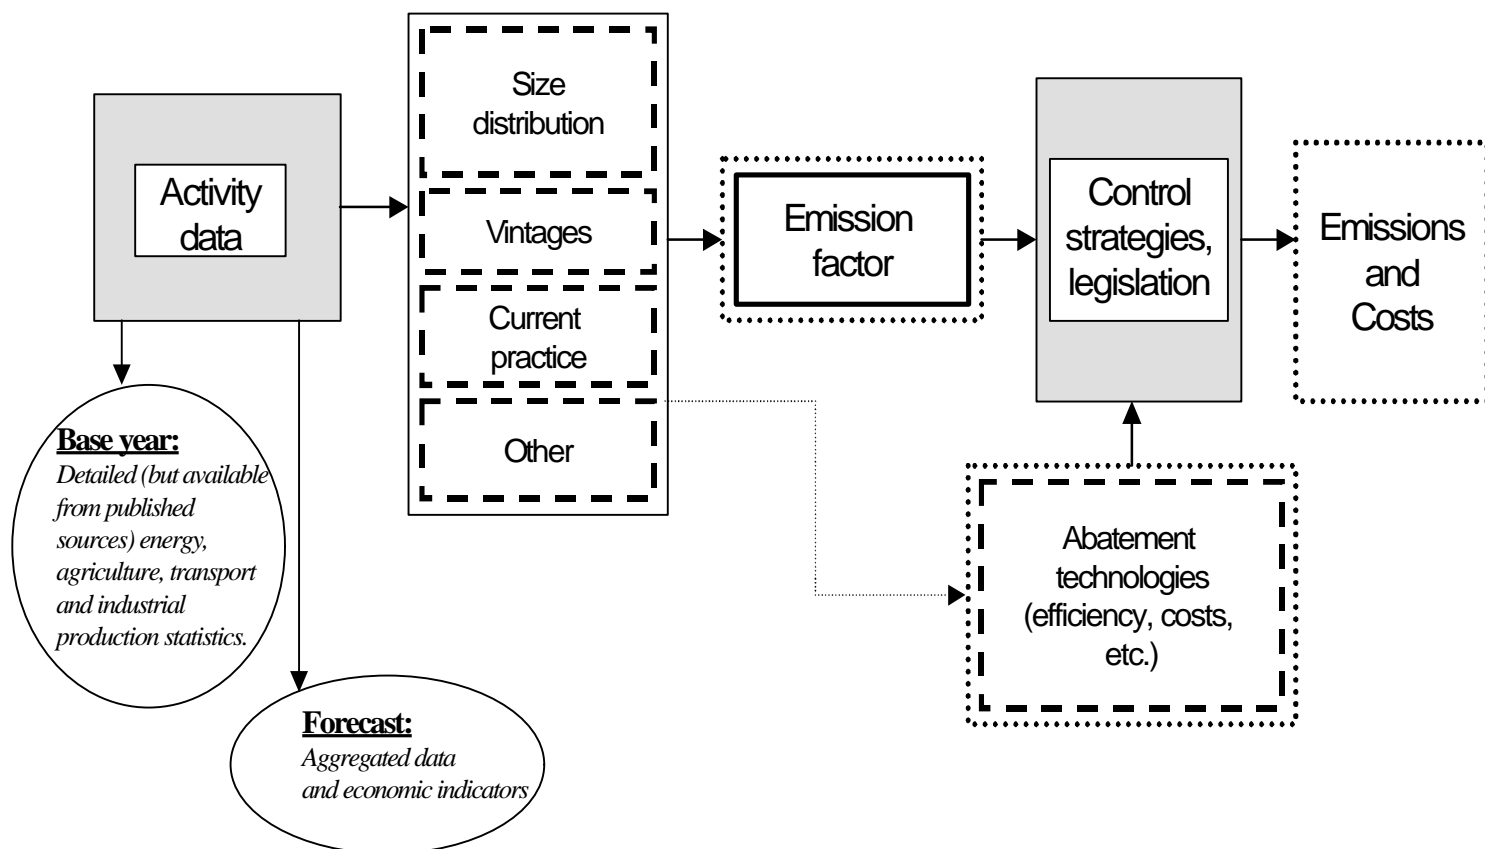 Activity
data
Size
distribution
Vintages
Current
practice
Other
Emission
factor
Control
strategies,
legislation
Emissions
and
Costs
Abatement
technologies
(efficiency, costs,
etc.)
Base year:
Detailed (but available
from published
sources) energy,
agriculture, transport
and industrial
production statistics.
Forecast:
Aggregated data
and economic indicators